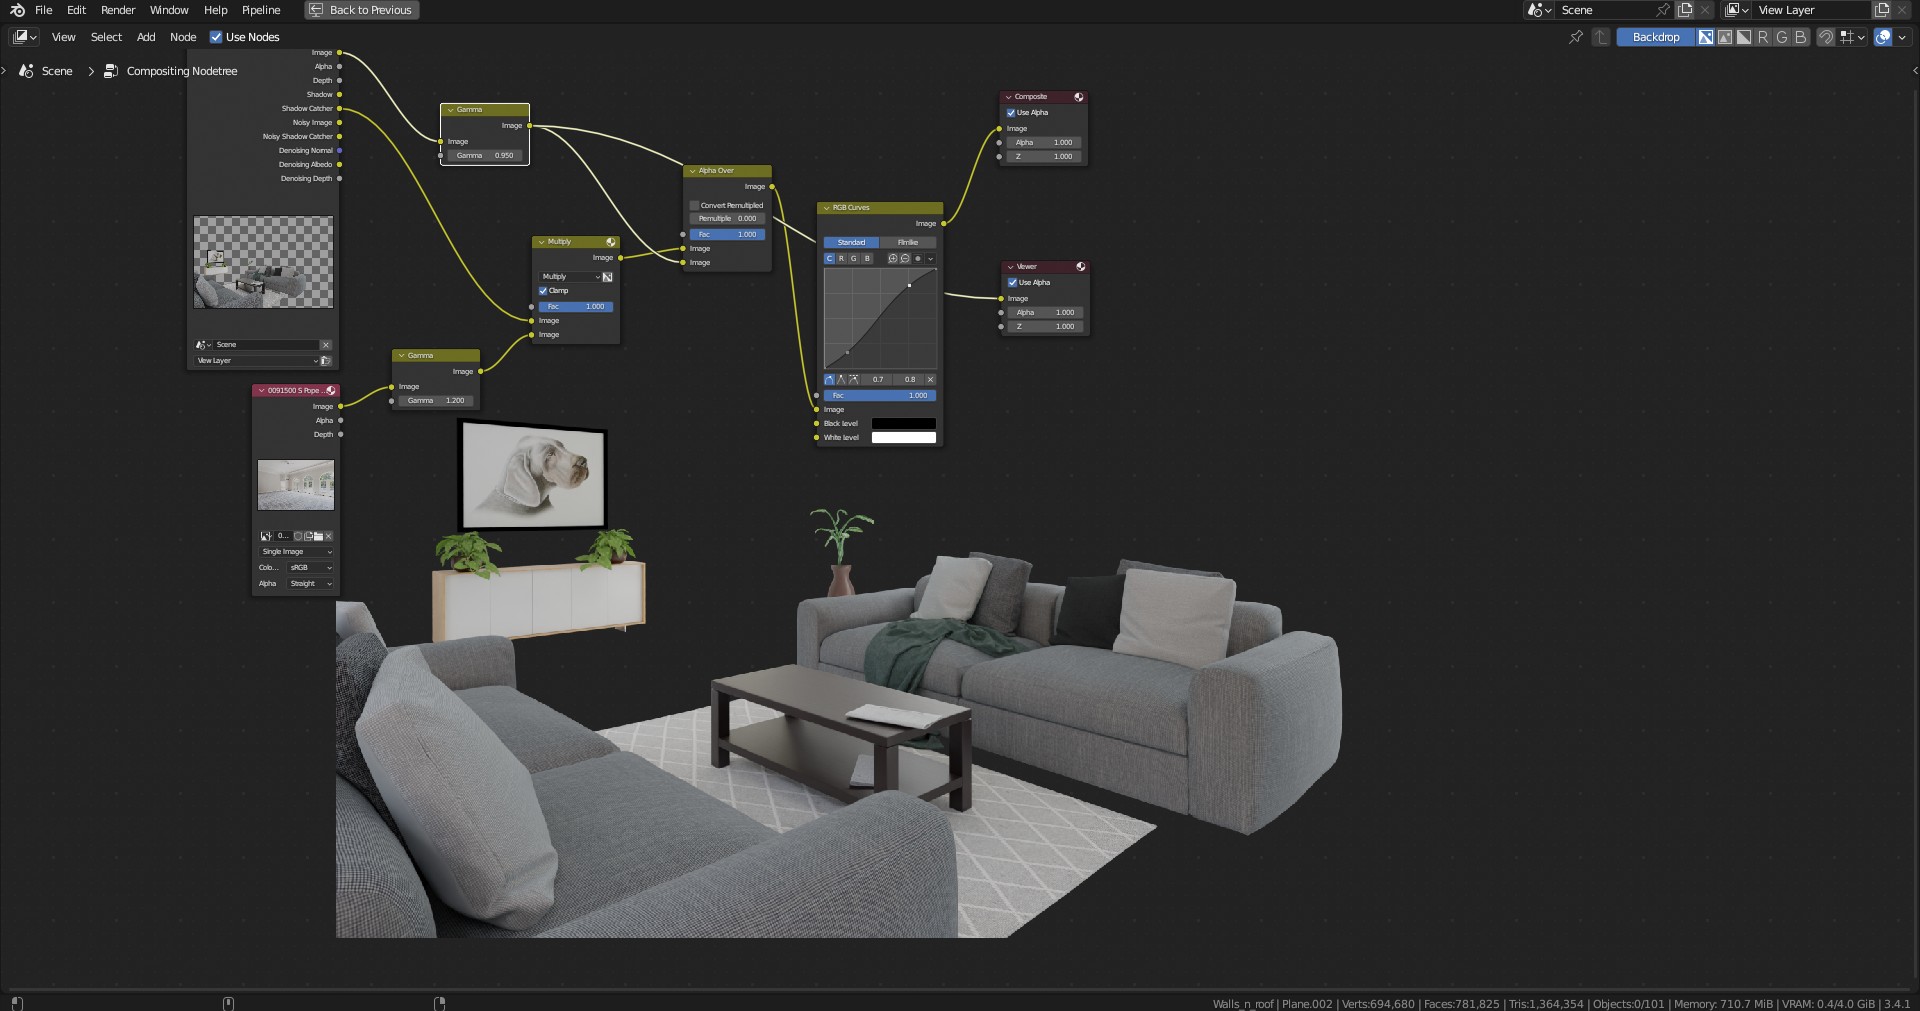 File Edit Render Window Help Pipeline Back to Previous Scene View Layer
View Select Add Node Use Nodes Backdrop R G B
Scene > Compositing Nodetree
Image
Alpha
Depth
Shadow
Shadow Catcher
Noisy Image
Noisy Shadow Catcher
Denoising Normal
Denoising Albedo
Denoising Depth
Scene
View Layer
Gamma
Image
Image
Gamma 0.950
Multiply
Image
Multiply
Clamp
Fac 1.000
Image
Image
Gamma
Image
Image
Gamma 1.200
0091500 S Pope ...
Image
Alpha
Depth
0...
Single Image
Colo... sRGB
Alpha Straight
Alpha Over
Image
Convert Premultiplied
Premultiple 0.000
Fac 1.000
Image
Image
RGB Curves
Image
Standard Filmlike
C R G B
0.7 0.8
Fac 1.000
Image
Black level
White level
Composite
Use Alpha
Image
Alpha 1.000
Z 1.000
Viewer
Use Alpha
Image
Alpha 1.000
Z 1.000
Walls_n_roof | Plane.002 | Verts:694,680 | Faces:781,825 | Tris:1,364,354 | Objects:0/101 | Memory: 710.7 MiB | VRAM: 0.4/4.0 GiB | 3.4.1